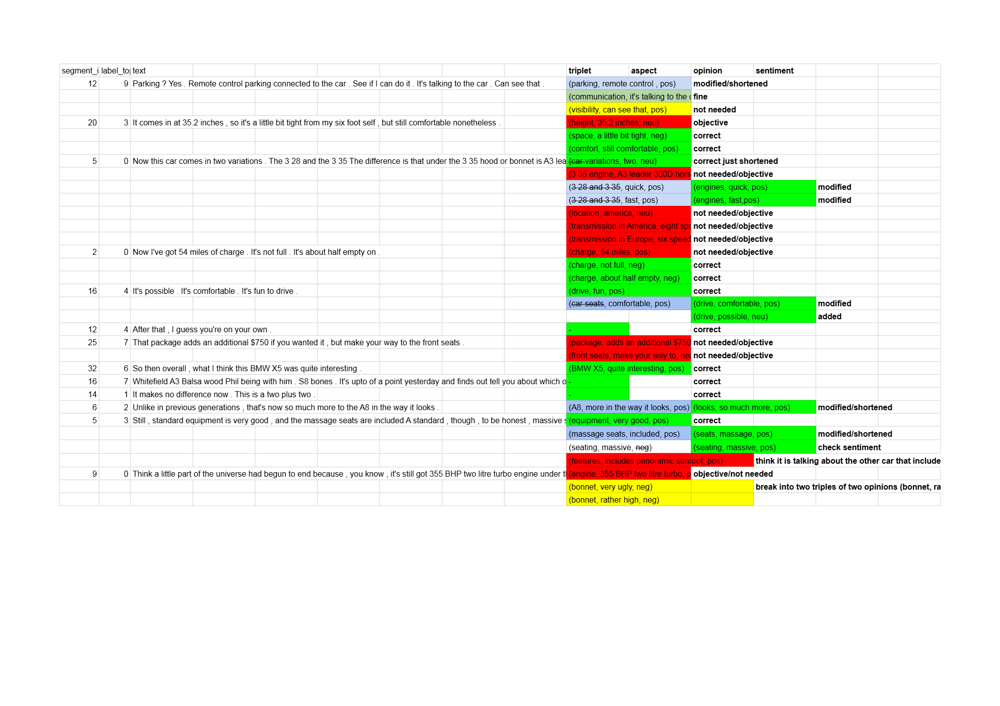 segment_i label_to text triplet aspect opinion sentiment
12 9 Parking ? Yes . Remote control parking connected to the car . See if I can do it . It's talking to the car . Can see that . (parking, remote control , pos) modified/shortened
(communication, it's talking to the c fine
(visibility, can see that, pos) not needed
20 3 It comes in at 35.2 inches , so it's a little bit tight from my six foot self , but still comfortable nonetheless . (height, 35.2 inches, neu) objective
(space, a little bit tight, neg) correct
(comfort, still comfortable, pos) correct
5 0 Now this car comes in two variations . The 3 28 and the 3 35 The difference is that under the 3 35 hood or bonnet is A3 lea (car variations, two, neu) correct just shortened
(3 35 engine, A3 leader 300D hors not needed/objective
(3 28 and 3 35, quick, pos) (engines, quick, pos) modified
(3 28 and 3 35, fast, pos) (engines, fast,pos) modified
(location, america, neu) not needed/objective
(transmission in America, eight spe not needed/objective
(transmission in Europe, six speed not needed/objective
2 0 Now I've got 54 miles of charge . It's not full . It's about half empty on . (charge, 54 miles, pos) not needed/objective
(charge, not full, neg) correct
(charge, about half empty, neg) correct
16 4 It's possible . It's comfortable . It's fun to drive . (drive, fun, pos) correct
(car seats, comfortable, pos) (drive, comfortable, pos) modified
(drive, possible, neu) added
12 4 After that , I guess you're on your own . - correct
25 7 That package adds an additional $750 if you wanted it , but make your way to the front seats . (package, adds an additional $750 not needed/objective
(front seats, make your way to, neu not needed/objective
32 6 So then overall , what I think this BMW X5 was quite interesting . (BMW X5, quite interesting, pos) correct
16 7 Whitefield A3 Balsa wood Phil being with him . S8 bones . It's upto of a point yesterday and finds out tell you about which o - correct
14 1 It makes no difference now . This is a two plus two . - correct
6 2 Unlike in previous generations , that's now so much more to the A8 in the way it looks . (A8, more in the way it looks, pos) (looks, so much more, pos) modified/shortened
5 3 Still , standard equipment is very good , and the massage seats are included A standard , though , to be honest , massive s (equipment, very good, pos) correct
(massage seats, included, pos) (seats, massage, pos) modified/shortened
(seating, massive, neg) (seating, massive, pos) check sentiment
(features, includes panoramic sunroof, pos) think it is talking about the other car that include
9 0 Think a little part of the universe had begun to end because , you know , it's still got 355 BHP two litre turbo engine under th (engine, 355 BHP two litre turbo, p objective/not needed
(bonnet, very ugly, neg) break into two triples of two opinions (bonnet, ra
(bonnet, rather high, neg)